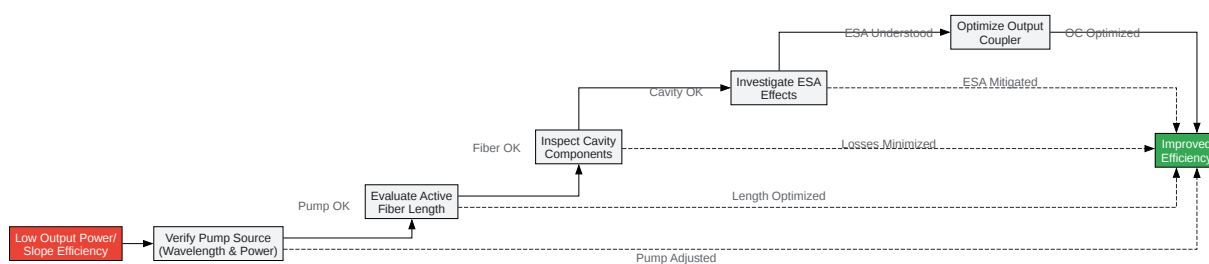 ESA Understood
Optimize Output
Coupler
OC Optimized
Investigate ESA
Effects
ESA Mitigated
Cavity OK
Inspect Cavity
Components
Fiber OK
Losses Minimized
Improved
Efficiency
Evaluate Active
Fiber Length
Pump OK
Length Optimized
Low Output Power/
Slope Efficiency
Verify Pump Source
(Wavelength & Power)
Pump Adjusted